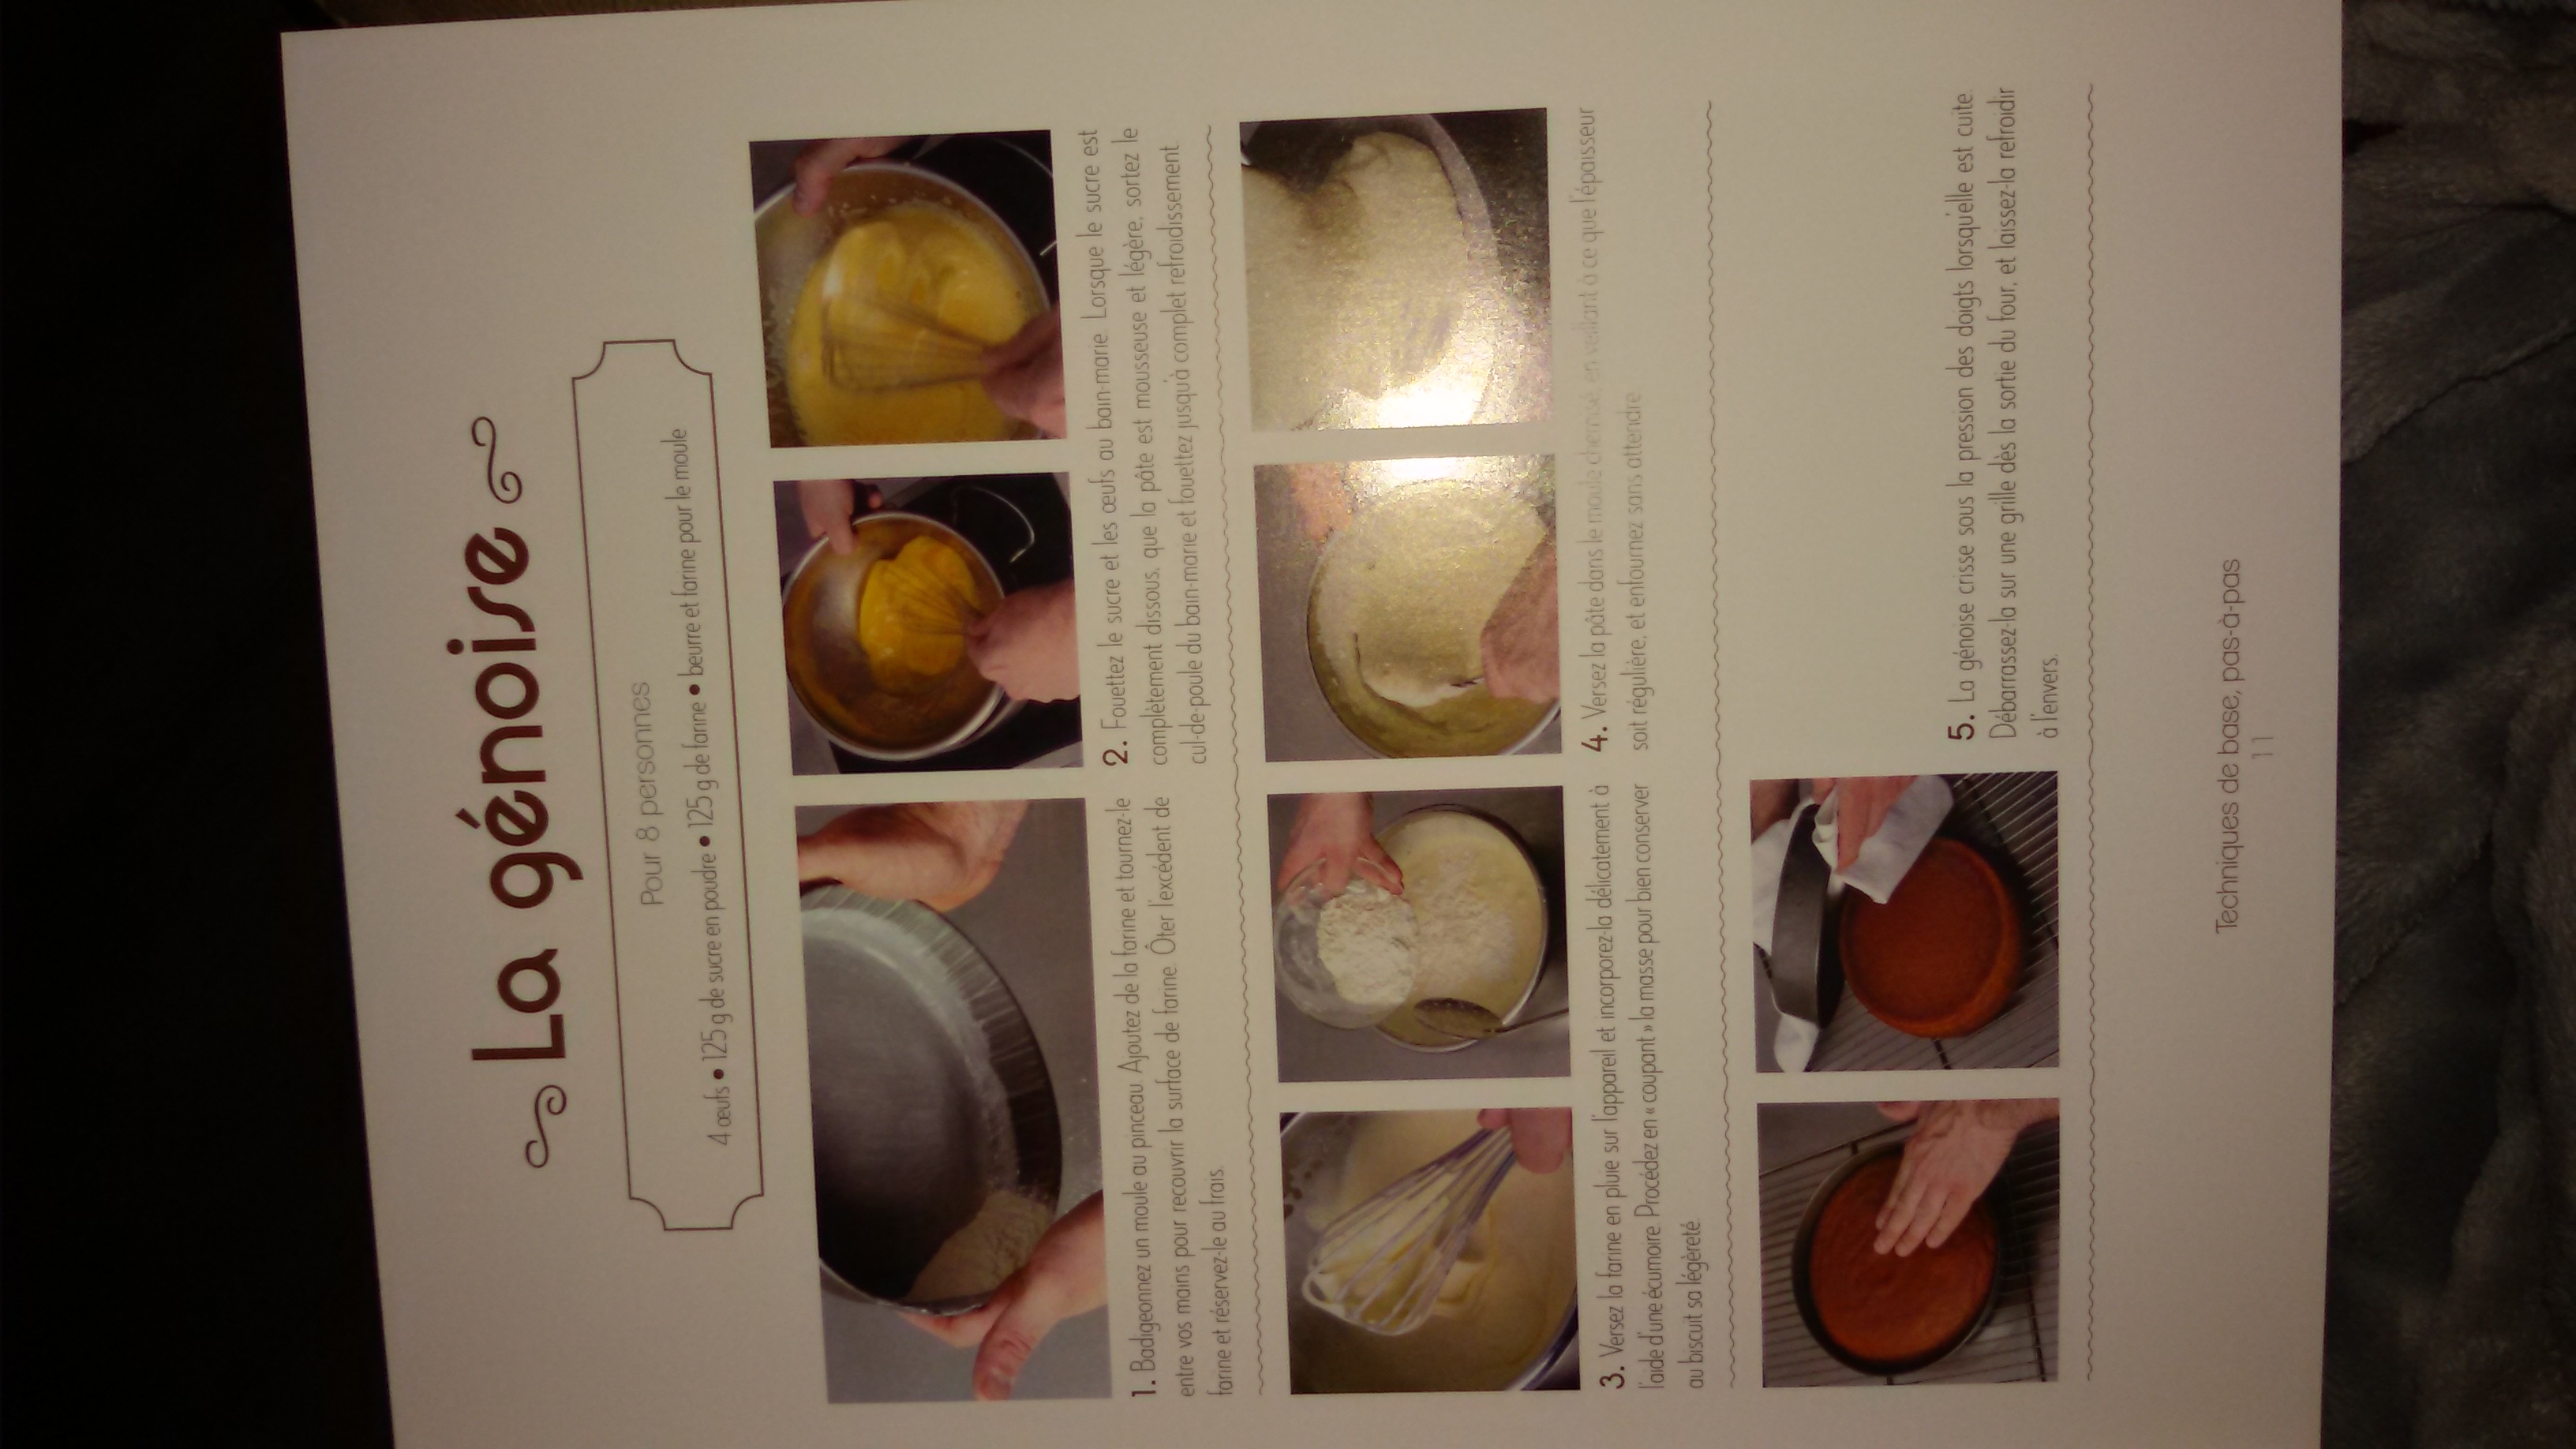 La génoise
Pour 8 personnes
4 œufs • 125 g de sucre en poudre • 125 g de farine • beurre et farine pour le moule
1. Badigeonnez un moule au pinceau. Ajoutez de la farine et tournez-le
entre vos mains pour recouvrir la surface de farine. Ôter l'excédent de
farine et réservez-le au frais.
2. Fouettez le sucre et les œufs au bain-marie. Lorsque le sucre est
complètement dissous, que la pâte est mousseuse et légère, sortez le
cul-de-poule du bain-marie et fouettez jusqu'à complet refroidissement.
3. Versez la farine en pluie sur l'appareil et incorporez-la délicatement à
l'aide d'une écumoire. Procédez en « coupant » la masse pour bien conserver
au biscuit sa légèreté.
4. Versez la pâte dans le moule chemisé, en veillant à ce que l'épaisseur
soit régulière, et enfournez sans attendre.
5. La génoise crisse sous la pression des doigts lorsqu'elle est cuite.
Débarrassez-la sur une grille dès la sortie du four, et laissez-la refroidir
à l'envers.
Techniques de base, pas-à-pas
11